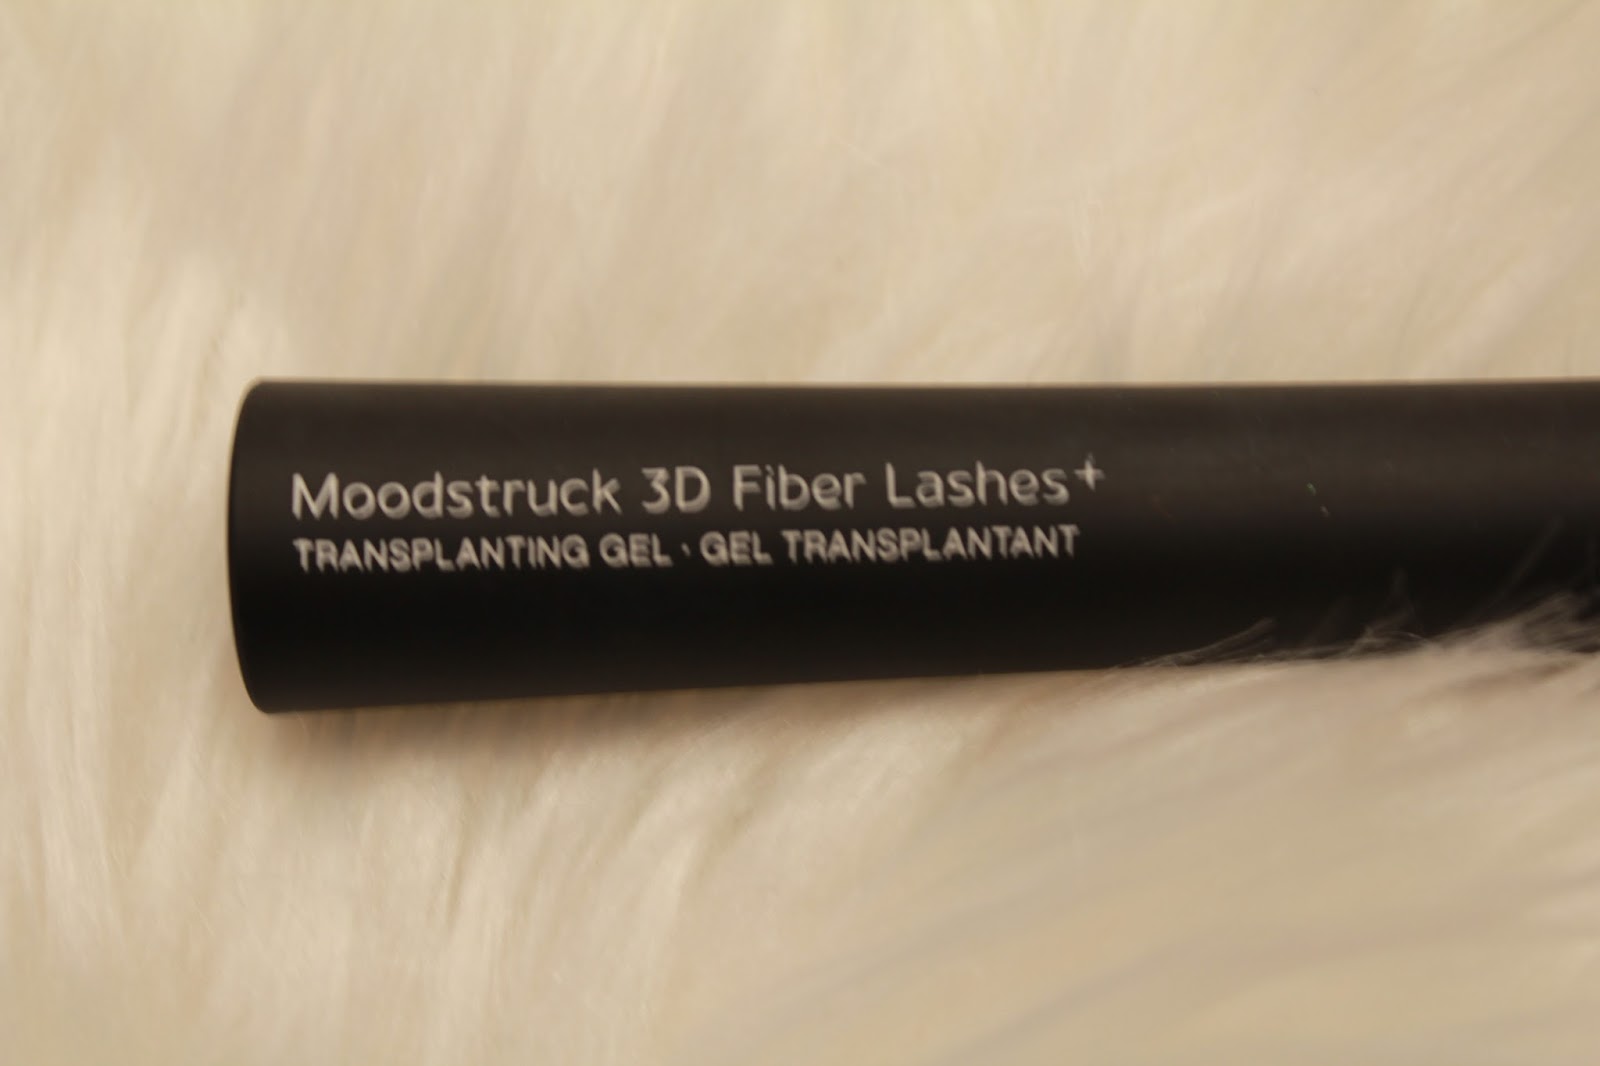 Moodstruck 3D Fiber Lashes+
TRANSPLANTING GEL · GEL TRANSPLANTANT